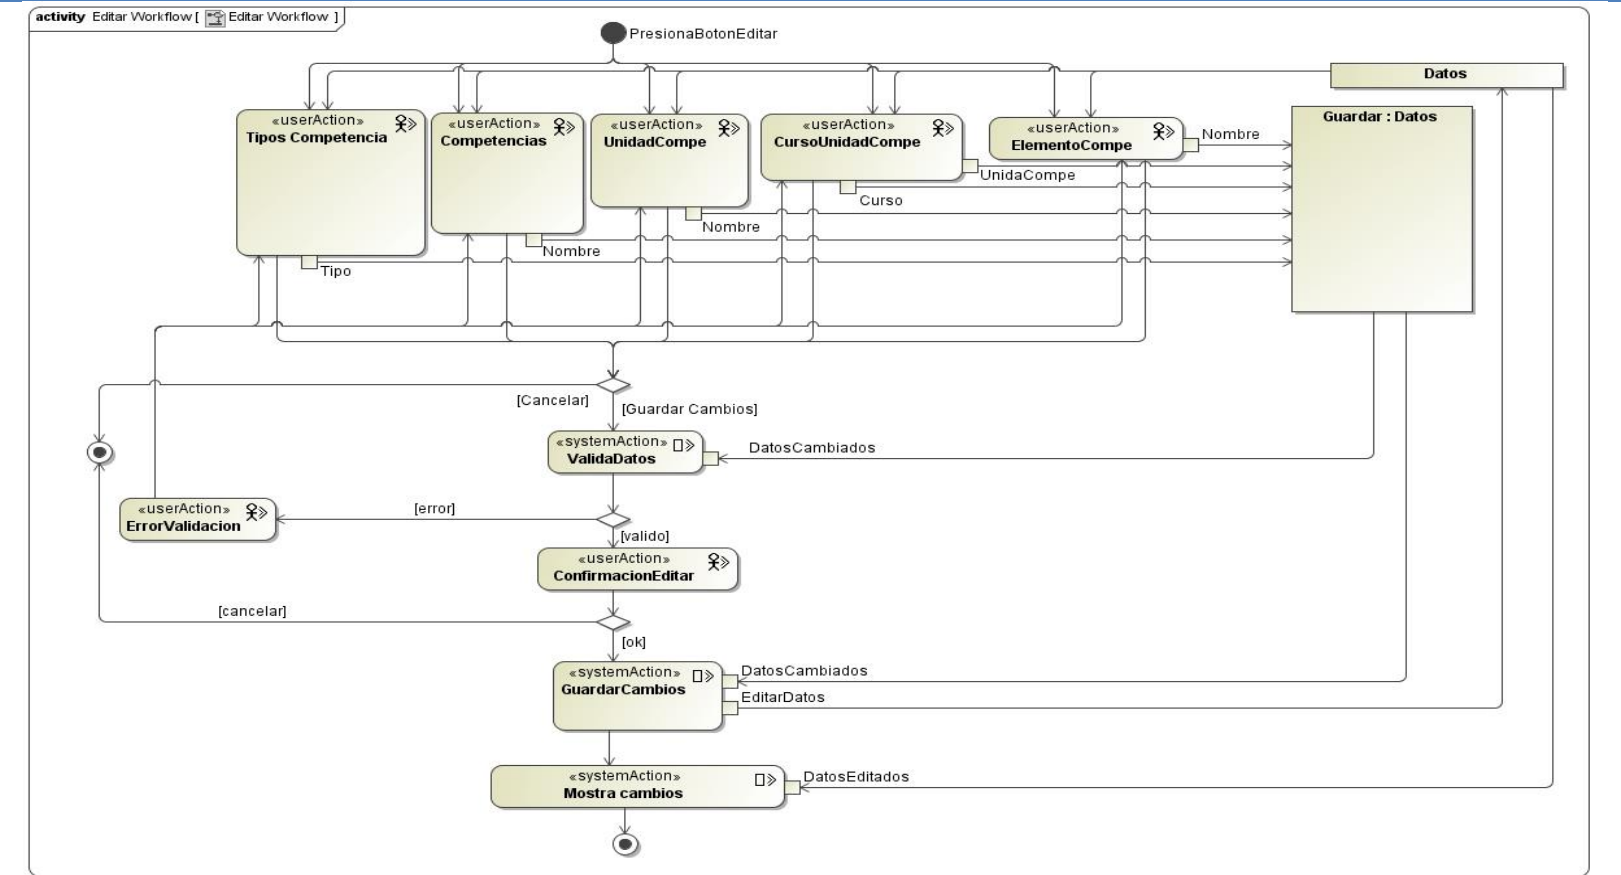 activity Editar Workflow [ Editar Workflow ]
PresionaBotonEditar
Datos
«userAction»
Tipos Competencia
«userAction»
Competencias
«userAction»
UnidadCompe
«userAction»
CursoUnidadCompe
«userAction»
ElementoCompe
Guardar : Datos
Nombre
UnidaCompe
Curso
Nombre
Nombre
Tipo
[Cancelar]
[Guardar Cambios]
«systemAction»
ValidaDatos
DatosCambiados
«userAction»
ErrorValidacion
[error]
[valido]
«userAction»
ConfirmacionEditar
[cancelar]
[ok]
«systemAction»
GuardarCambios
DatosCambiados
EditarDatos
«systemAction»
Mostra cambios
DatosEditados